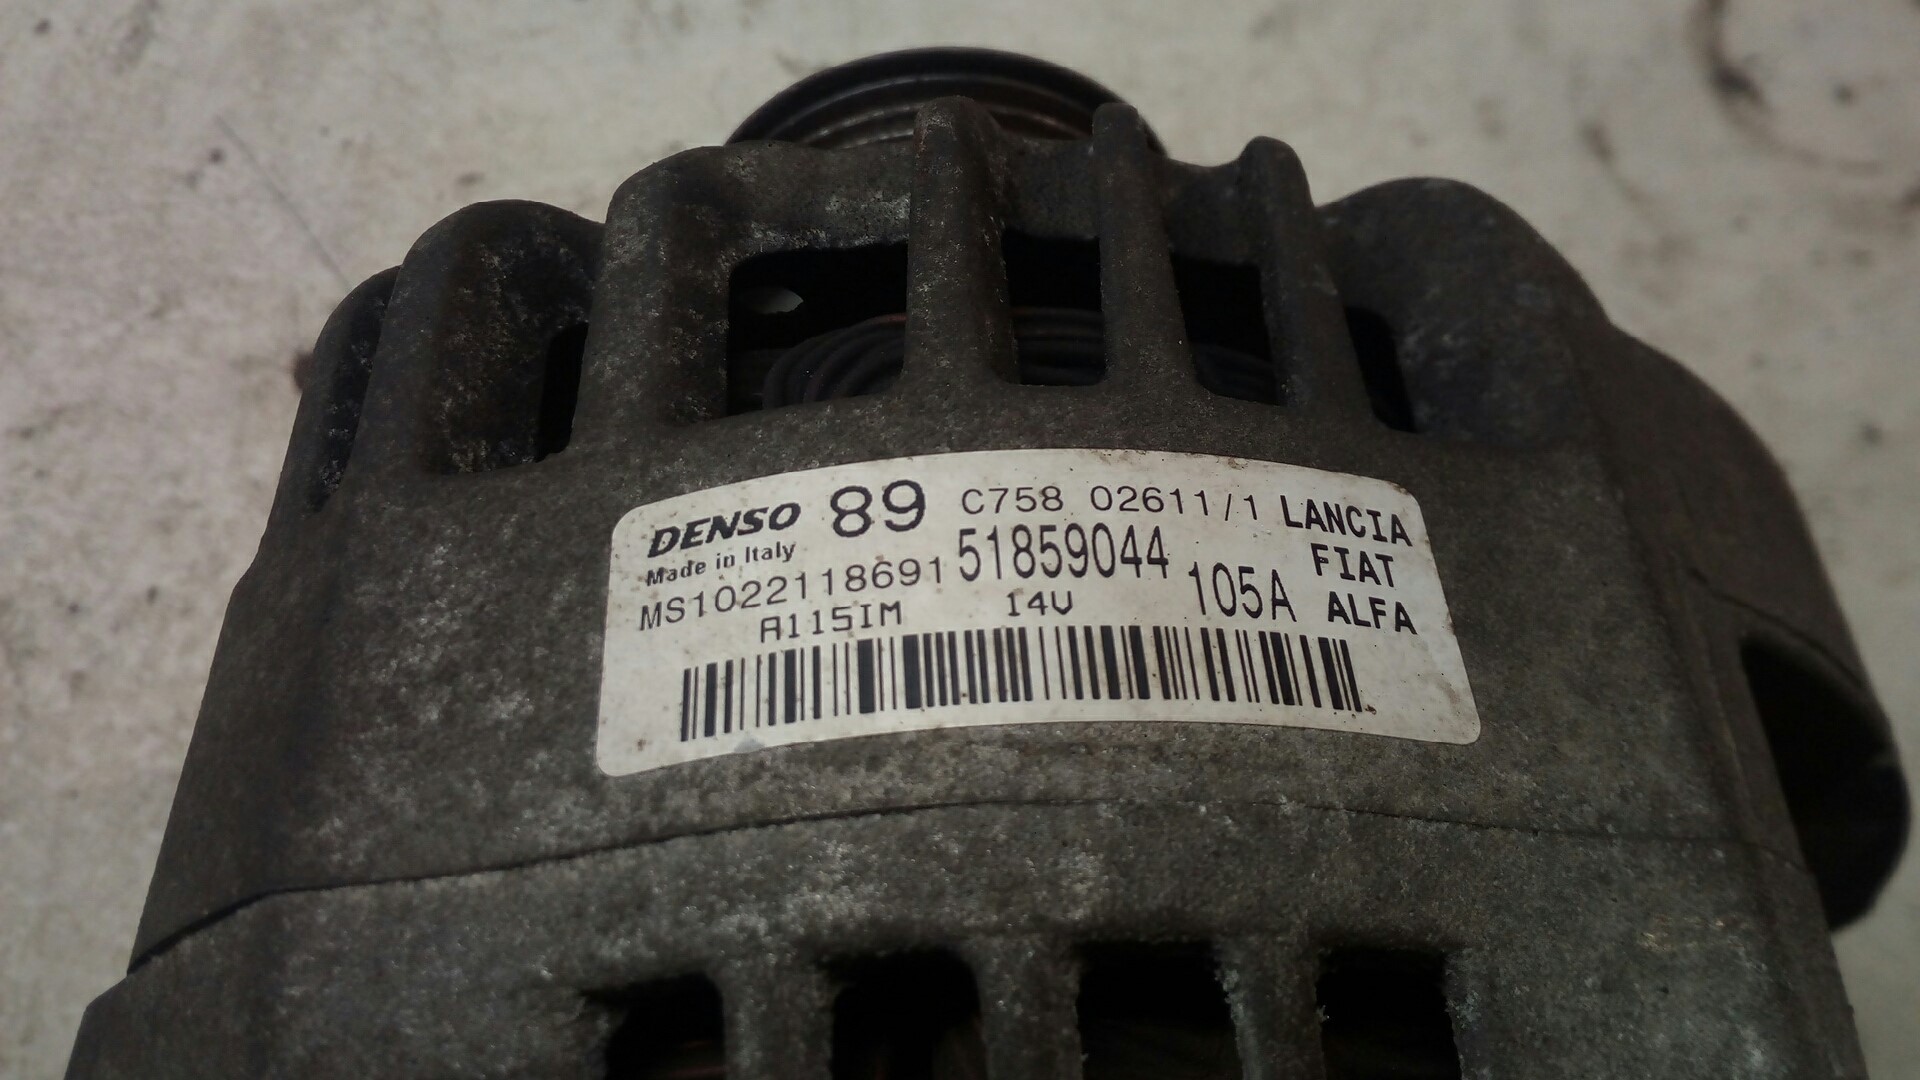 DENSO 89 C758 02611/1 LANCIA
Made in Italy 51859044 FIAT
MS1022118691 105A ALFA
A115IM 14V